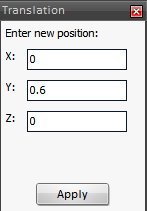 Translation
Enter new position:
X: 0
Y: 0.6
Z: 0
Apply